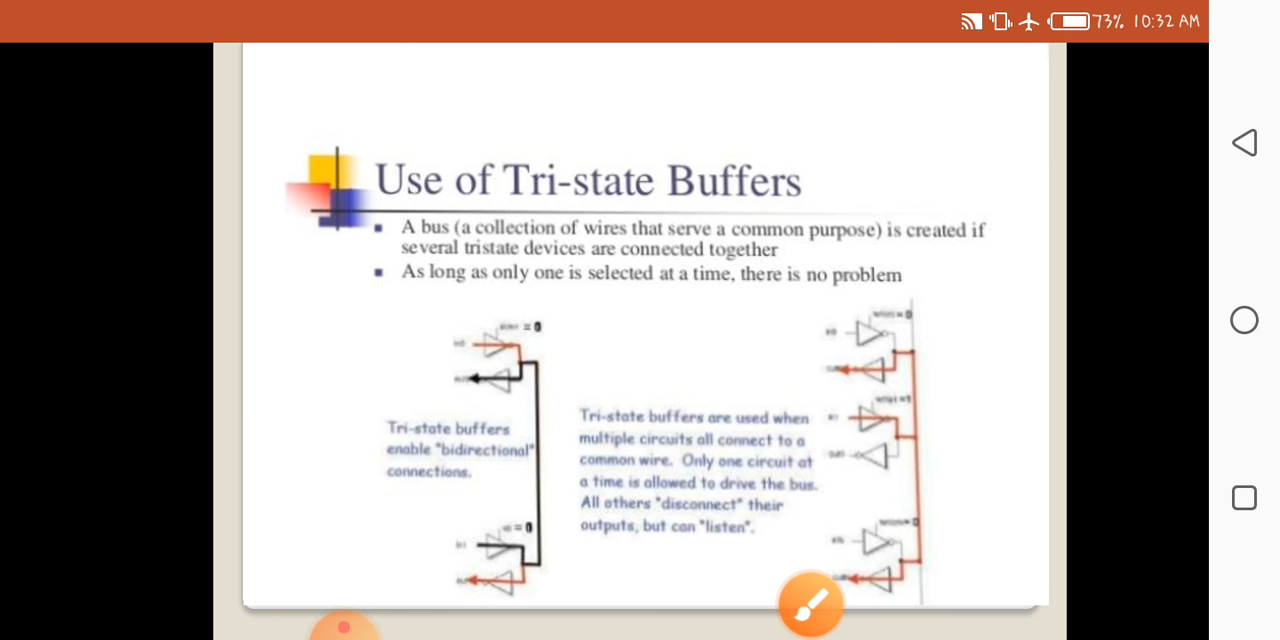 73% 10:32 AM
Use of Tri-state Buffers
A bus (a collection of wires that serve a common purpose) is created if
several tristate devices are connected together
As long as only one is selected at a time, there is no problem
= 0
Tri-state buffers
enable "bidirectional"
connections.
= 0
Tri-state buffers are used when
multiple circuits all connect to a
common wire. Only one circuit at
a time is allowed to drive the bus.
All others "disconnect" their
outputs, but can "listen".